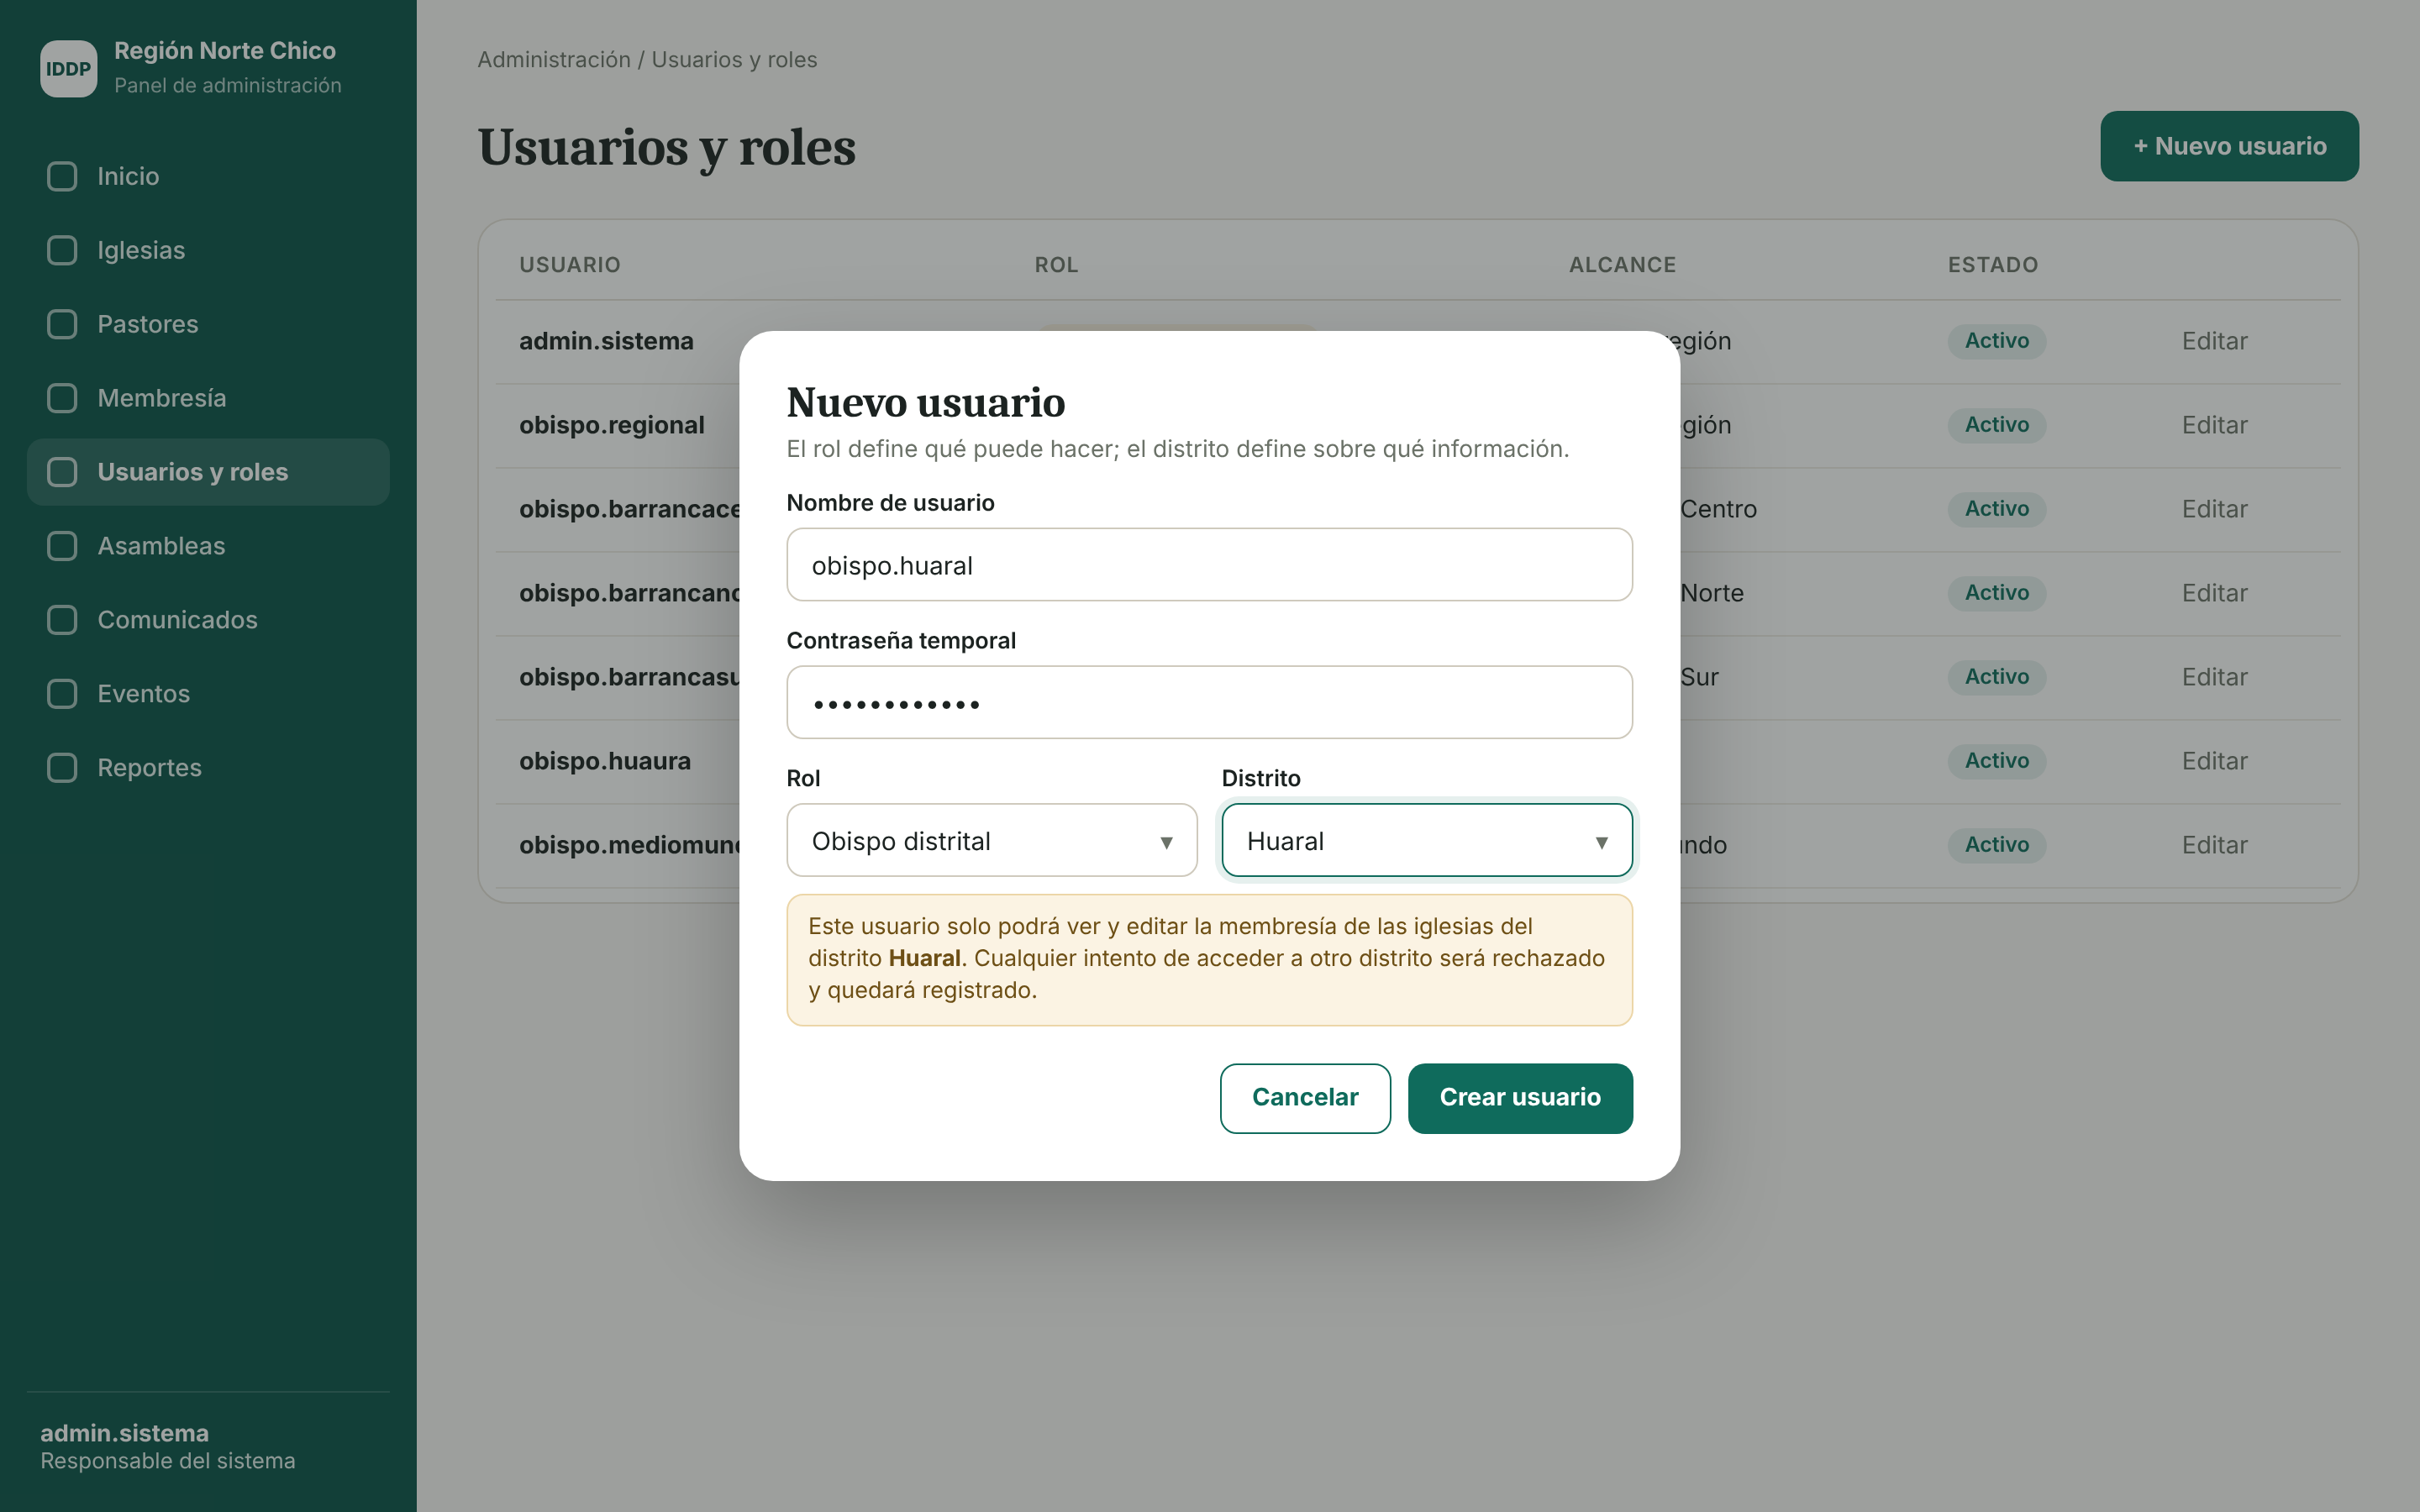 IDDP
Región Norte Chico
Panel de administración
Inicio
Iglesias
Pastores
Membresía
Usuarios y roles
Asambleas
Comunicados
Eventos
Reportes
admin.sistema
Responsable del sistema
Administración / Usuarios y roles
Usuarios y roles
+ Nuevo usuario
USUARIO ROL ALCANCE ESTADO
admin.sistema Activo Editar
obispo.regional Activo Editar
Centro Activo Editar
Norte Activo Editar
Sur Activo Editar
obispo.huaura Activo Editar
Activo Editar
Nuevo usuario
El rol define qué puede hacer; el distrito define sobre qué información.
Nombre de usuario
obispo.huaral
Contraseña temporal
••••••••••••
Rol Distrito
Obispo distrital ▼ Huaral ▼
Este usuario solo podrá ver y editar la membresía de las iglesias del
distrito Huaral. Cualquier intento de acceder a otro distrito será rechazado
y quedará registrado.
Cancelar Crear usuario